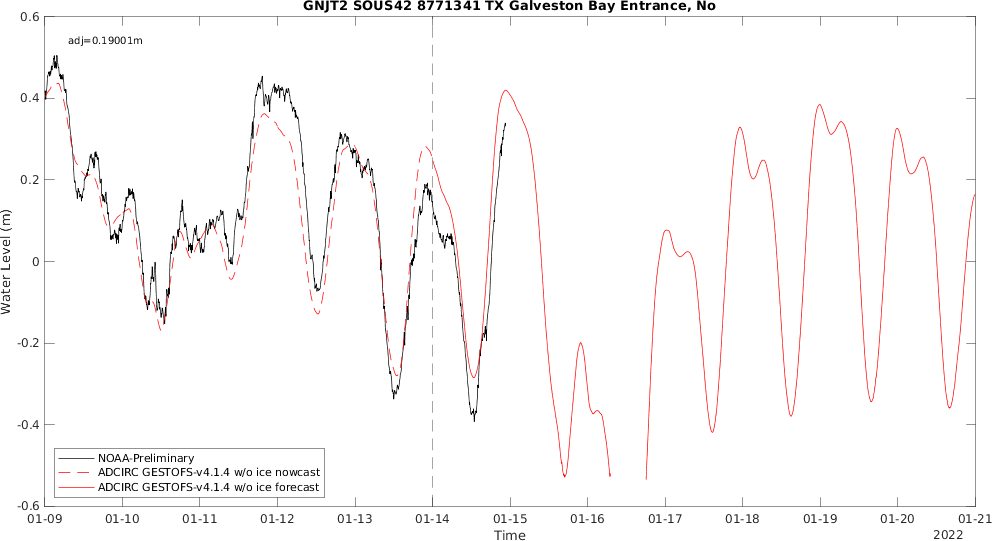 GNJT2 SOUS42 8771341 TX Galveston Bay Entrance, No
adj=0.19001m
0.6
0.4
0.2
0
-0.2
-0.4
-0.6
Water Level (m)
NOAA-Preliminary
ADCIRC GESTOFS-v4.1.4 w/o ice nowcast
ADCIRC GESTOFS-v4.1.4 w/o ice forecast
01-09 01-10 01-11 01-12 01-13 01-14 01-15 01-16 01-17 01-18 01-19 01-20 01-21
Time
2022